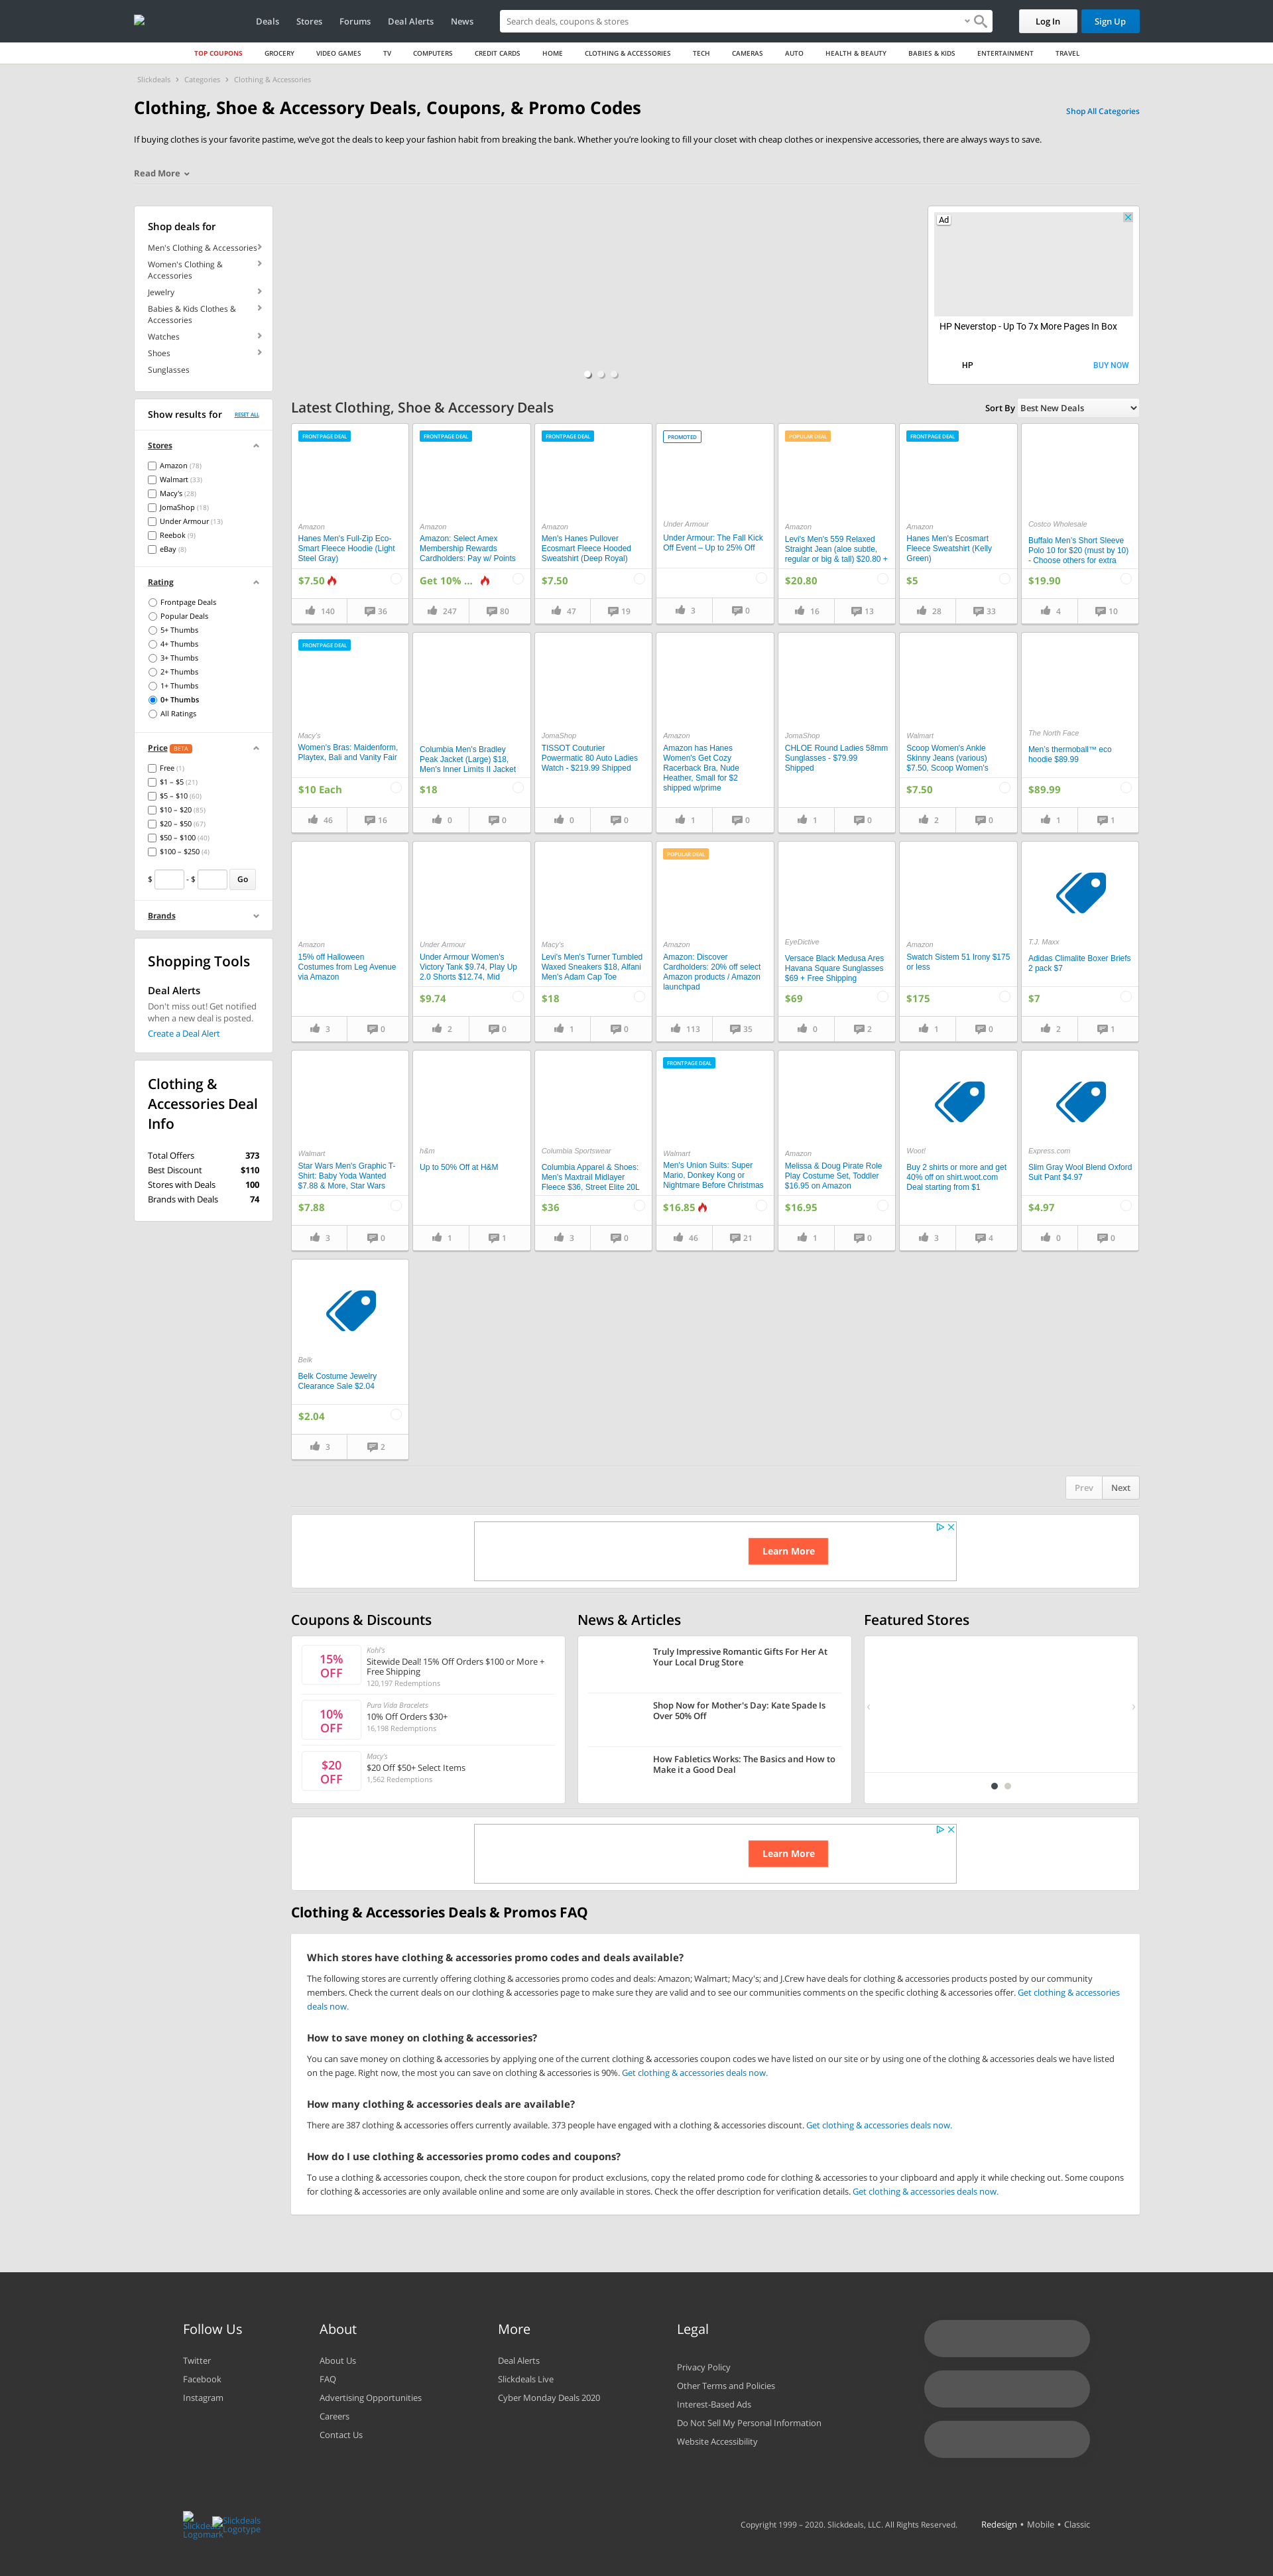 Deals Stores Forums Deal Alerts News
Search deals, coupons & stores
Log In
Sign Up
TOP COUPONS GROCERY VIDEO GAMES TV COMPUTERS CREDIT CARDS HOME CLOTHING & ACCESSORIES TECH CAMERAS AUTO HEALTH & BEAUTY BABIES & KIDS ENTERTAINMENT TRAVEL
Slickdeals > Categories > Clothing & Accessories
Clothing, Shoe & Accessory Deals, Coupons, & Promo Codes
Shop All Categories
If buying clothes is your favorite pastime, we've got the deals to keep your fashion habit from breaking the bank. Whether you're looking to fill your closet with cheap clothes or inexpensive accessories, there are always ways to save.
Read More
Shop deals for
Men's Clothing & Accessories
Women's Clothing &
Accessories
Jewelry
Babies & Kids Clothes &
Accessories
Watches
Shoes
Sunglasses
Ad
HP Neverstop - Up To 7x More Pages In Box
HP
BUY NOW
Show results for
RESET ALL
Stores
Amazon (78)
Walmart (33)
Macy's (28)
JomaShop (18)
Under Armour (13)
Reebok (9)
eBay (8)
Rating
Frontpage Deals
Popular Deals
5+ Thumbs
4+ Thumbs
3+ Thumbs
2+ Thumbs
1+ Thumbs
0+ Thumbs
All Ratings
Price BETA
Free (1)
$1 – $5 (21)
$5 – $10 (60)
$10 – $20 (85)
$20 – $50 (67)
$50 – $100 (40)
$100 – $250 (4)
$ - $ Go
Brands
Shopping Tools
Deal Alerts
Don't miss out! Get notified
when a new deal is posted.
Create a Deal Alert
Clothing &
Accessories Deal
Info
Total Offers 373
Best Discount $110
Stores with Deals 100
Brands with Deals 74
Latest Clothing, Shoe & Accessory Deals
Sort By Best New Deals
FRONTPAGE DEAL
Amazon
Hanes Men's Full-Zip Eco-
Smart Fleece Hoodie (Light
Steel Gray)
$7.50
140 36
FRONTPAGE DEAL
Amazon
Amazon: Select Amex
Membership Rewards
Cardholders: Pay w/ Points
Get 10% ...
247 80
FRONTPAGE DEAL
Amazon
Men's Hanes Pullover
Ecosmart Fleece Hooded
Sweatshirt (Deep Royal)
$7.50
47 19
PROMOTED
Under Armour
Under Armour: The Fall Kick
Off Event – Up to 25% Off
3 0
POPULAR DEAL
Amazon
Levi's Men's 559 Relaxed
Straight Jean (aloe subtle,
regular or big & tall) $20.80 +
$20.80
16 13
FRONTPAGE DEAL
Amazon
Hanes Men's Ecosmart
Fleece Sweatshirt (Kelly
Green)
$5
28 33
Costco Wholesale
Buffalo Men's Short Sleeve
Polo 10 for $20 (must by 10)
- Choose others for extra
$19.90
4 10
FRONTPAGE DEAL
Macy's
Women's Bras: Maidenform,
Playtex, Bali and Vanity Fair
$10 Each
46 16
Columbia Men's Bradley
Peak Jacket (Large) $18,
Men's Inner Limits II Jacket
$18
0 0
JomaShop
TISSOT Couturier
Powermatic 80 Auto Ladies
Watch - $219.99 Shipped
0 0
Amazon
Amazon has Hanes
Women's Get Cozy
Racerback Bra, Nude
Heather, Small for $2
shipped w/prime
1 0
JomaShop
CHLOE Round Ladies 58mm
Sunglasses - $79.99
Shipped
1 0
Walmart
Scoop Women's Ankle
Skinny Jeans (various)
$7.50, Scoop Women's
$7.50
2 0
The North Face
Men's thermoball™ eco
hoodie $89.99
$89.99
1 1
Amazon
15% off Halloween
Costumes from Leg Avenue
via Amazon
3 0
Under Armour
Under Armour Women's
Victory Tank $9.74, Play Up
2.0 Shorts $12.74, Mid
$9.74
2 0
Macy's
Levi's Men's Turner Tumbled
Waxed Sneakers $18, Alfani
Men's Adam Cap Toe
$18
1 0
POPULAR DEAL
Amazon
Amazon: Discover
Cardholders: 20% off select
Amazon products / Amazon
launchpad
113 35
EyeDictive
Versace Black Medusa Ares
Havana Square Sunglasses
$69 + Free Shipping
$69
0 2
Amazon
Swatch Sistem 51 Irony $175
or less
$175
1 0
T.J. Maxx
Adidas Climalite Boxer Briefs
2 pack $7
$7
2 1
Walmart
Star Wars Men's Graphic T-
Shirt: Baby Yoda Wanted
$7.88 & More, Star Wars
$7.88
3 0
h&m
Up to 50% Off at H&M
1 1
Columbia Sportswear
Columbia Apparel & Shoes:
Men's Maxtrail Midlayer
Fleece $36, Street Elite 20L
$36
3 0
FRONTPAGE DEAL
Walmart
Men's Union Suits: Super
Mario, Donkey Kong or
Nightmare Before Christmas
$16.85
46 21
Amazon
Melissa & Doug Pirate Role
Play Costume Set, Toddler
$16.95 on Amazon
$16.95
1 0
Woot!
Buy 2 shirts or more and get
40% off on shirt.woot.com
Deal starting from $1
3 4
Express.com
Slim Gray Wool Blend Oxford
Suit Pant $4.97
$4.97
0 0
Belk
Belk Costume Jewelry
Clearance Sale $2.04
$2.04
3 2
Prev Next
Learn More
Coupons & Discounts
15%
OFF
Kohl's
Sitewide Deal! 15% Off Orders $100 or More +
Free Shipping
120,197 Redemptions
10%
OFF
Pura Vida Bracelets
10% Off Orders $30+
16,198 Redemptions
$20
OFF
Macy's
$20 Off $50+ Select Items
1,562 Redemptions
News & Articles
Truly Impressive Romantic Gifts For Her At
Your Local Drug Store
Shop Now for Mother's Day: Kate Spade Is
Over 50% Off
How Fabletics Works: The Basics and How to
Make it a Good Deal
Featured Stores
Learn More
Clothing & Accessories Deals & Promos FAQ
Which stores have clothing & accessories promo codes and deals available?
The following stores are currently offering clothing & accessories promo codes and deals: Amazon; Walmart; Macy's; and J.Crew have deals for clothing & accessories products posted by our community
members. Check the current deals on our clothing & accessories page to make sure they are valid and to see our communities comments on the specific clothing & accessories offer. Get clothing & accessories
deals now.
How to save money on clothing & accessories?
You can save money on clothing & accessories by applying one of the current clothing & accessories coupon codes we have listed on our site or by using one of the clothing & accessories deals we have listed
on the page. Right now, the most you can save on clothing & accessories is 90%. Get clothing & accessories deals now.
How many clothing & accessories deals are available?
There are 387 clothing & accessories offers currently available. 373 people have engaged with a clothing & accessories discount. Get clothing & accessories deals now.
How do I use clothing & accessories promo codes and coupons?
To use a clothing & accessories coupon, check the store coupon for product exclusions, copy the related promo code for clothing & accessories to your clipboard and apply it while checking out. Some coupons
for clothing & accessories are only available online and some are only available in stores. Check the offer description for verification details. Get clothing & accessories deals now.
Follow Us
Twitter
Facebook
Instagram
About
About Us
FAQ
Advertising Opportunities
Careers
Contact Us
More
Deal Alerts
Slickdeals Live
Cyber Monday Deals 2020
Legal
Privacy Policy
Other Terms and Policies
Interest-Based Ads
Do Not Sell My Personal Information
Website Accessibility
Slickdeals
Logomark
Slickdeals
Logotype
Copyright 1999 – 2020. Slickdeals, LLC. All Rights Reserved.
Redesign • Mobile • Classic